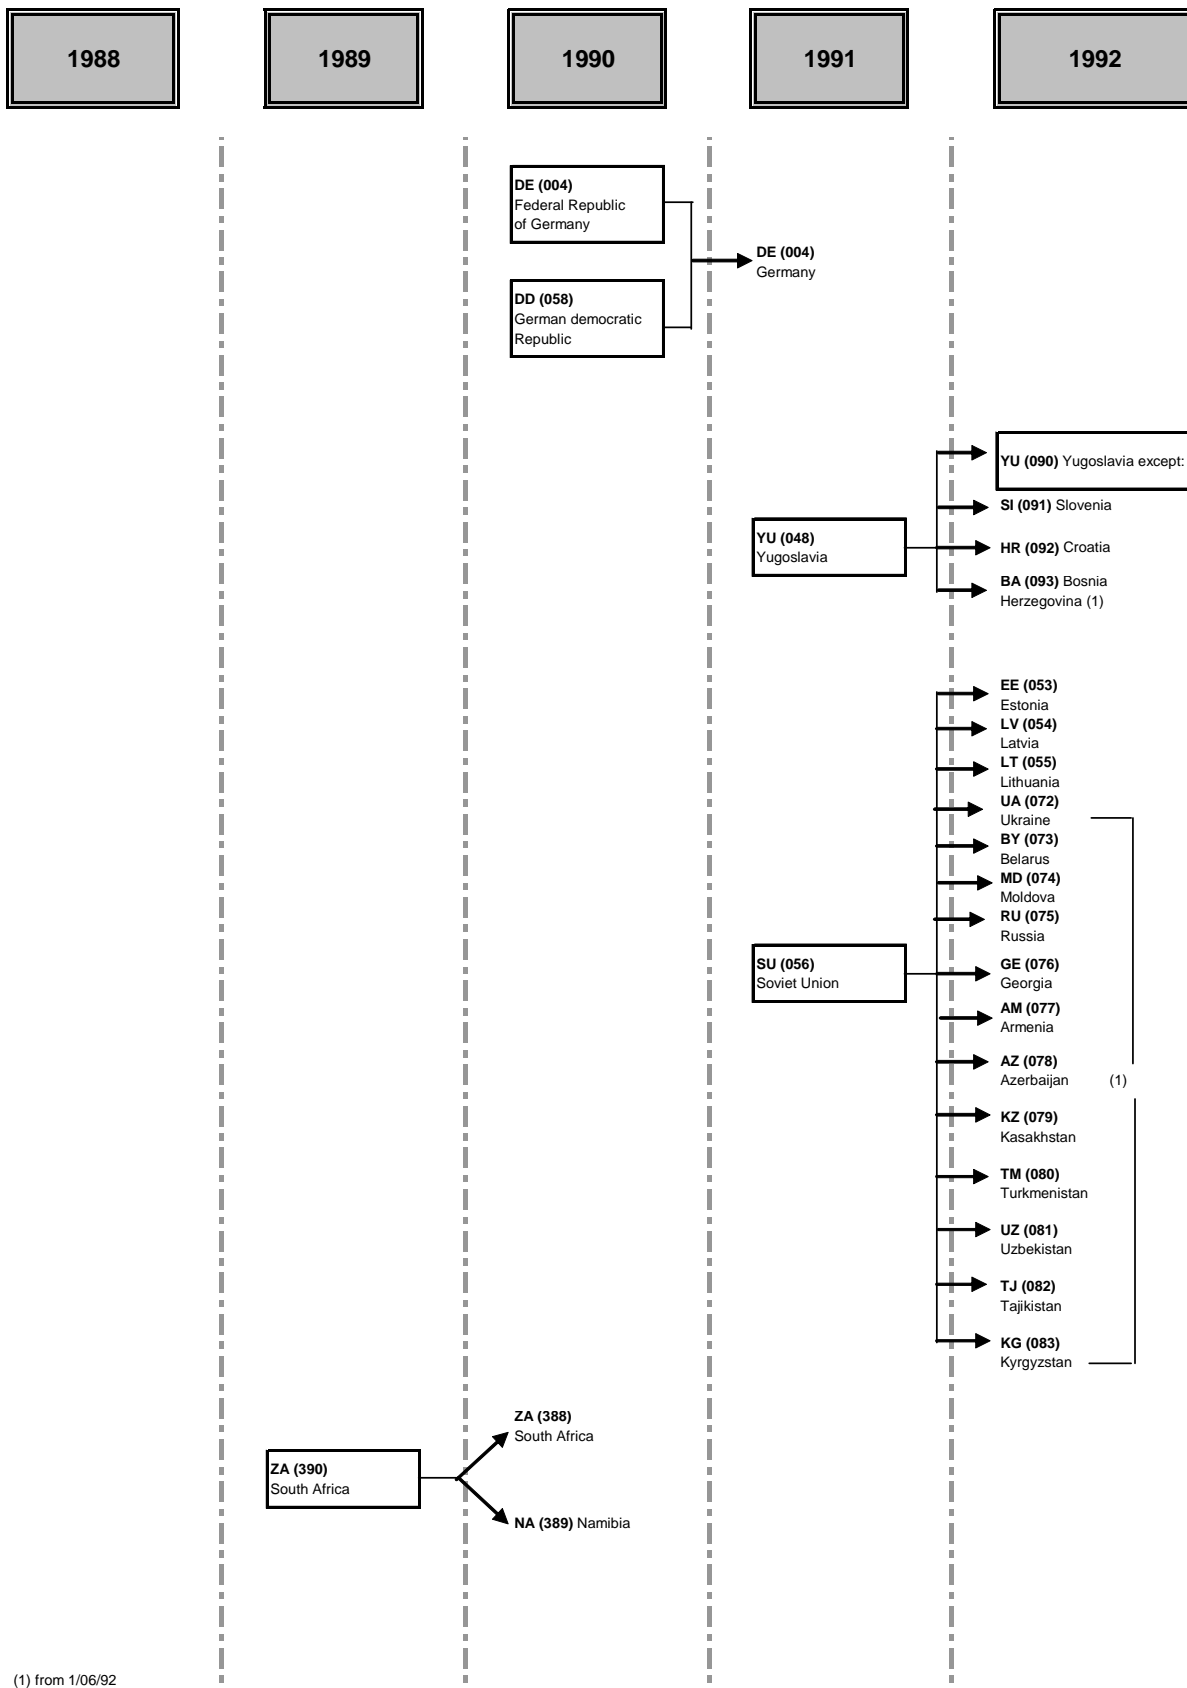 1988
1989
1990
1991
1992
DE (004)
Federal Republic
of Germany
DD (058)
German democratic
Republic
DE (004)
Germany
YU (048)
Yugoslavia
YU (090) Yugoslavia except:
SI (091) Slovenia
HR (092) Croatia
BA (093) Bosnia
Herzegovina (1)
SU (056)
Soviet Union
EE (053)
Estonia
LV (054)
Latvia
LT (055)
Lithuania
UA (072)
Ukraine
BY (073)
Belarus
MD (074)
Moldova
RU (075)
Russia
GE (076)
Georgia
AM (077)
Armenia
AZ (078)
Azerbaijan (1)
KZ (079)
Kasakhstan
TM (080)
Turkmenistan
UZ (081)
Uzbekistan
TJ (082)
Tajikistan
KG (083)
Kyrgyzstan
ZA (390)
South Africa
ZA (388)
South Africa
NA (389) Namibia
(1) from 1/06/92